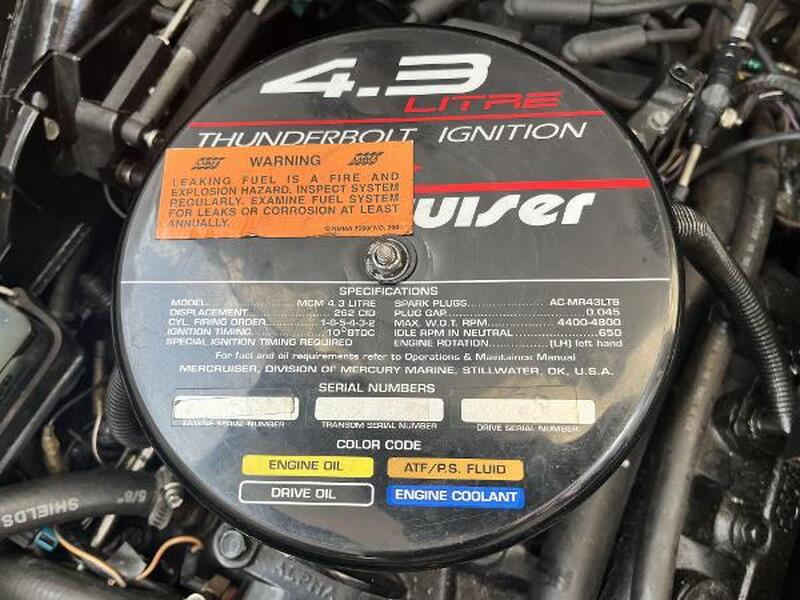 4.3
LITRE
THUNDERBOLT IGNITION
WARNING
LEAKING FUEL IS A FIRE AND
EXPLOSION HAZARD. INSPECT SYSTEM
REGULARLY. EXAMINE FUEL SYSTEM
FOR LEAKS OR CORROSION AT LEAST
ANNUALLY.
uiser
SPECIFICATIONS
MODEL MCM 4.3 LITRE SPARK PLUGS AC-MR43LTS
DISPLACEMENT 262 CID PLUG GAP 0.045
CYL. FIRING ORDER 1-6-5-4-3-2 MAX. W.O.T. RPM 4400-4800
IGNITION TIMING 10° BTDC IDLE RPM IN NEUTRAL 650
SPECIAL IGNITION TIMING REQUIRED ENGINE ROTATION (LH) left hand
For fuel and oil requirements refer to Operations & Maintainer Manual
MERCRUISER, DIVISION OF MERCURY MARINE, STILLWATER, OK, U.S.A.
SERIAL NUMBERS
ENGINE SERIAL NUMBER TRANSOM SERIAL NUMBER DRIVE SERIAL NUMBER
COLOR CODE
ENGINE OIL ATF/P.S. FLUID
DRIVE OIL ENGINE COOLANT
SHIELDS 5/8"
ALPHA